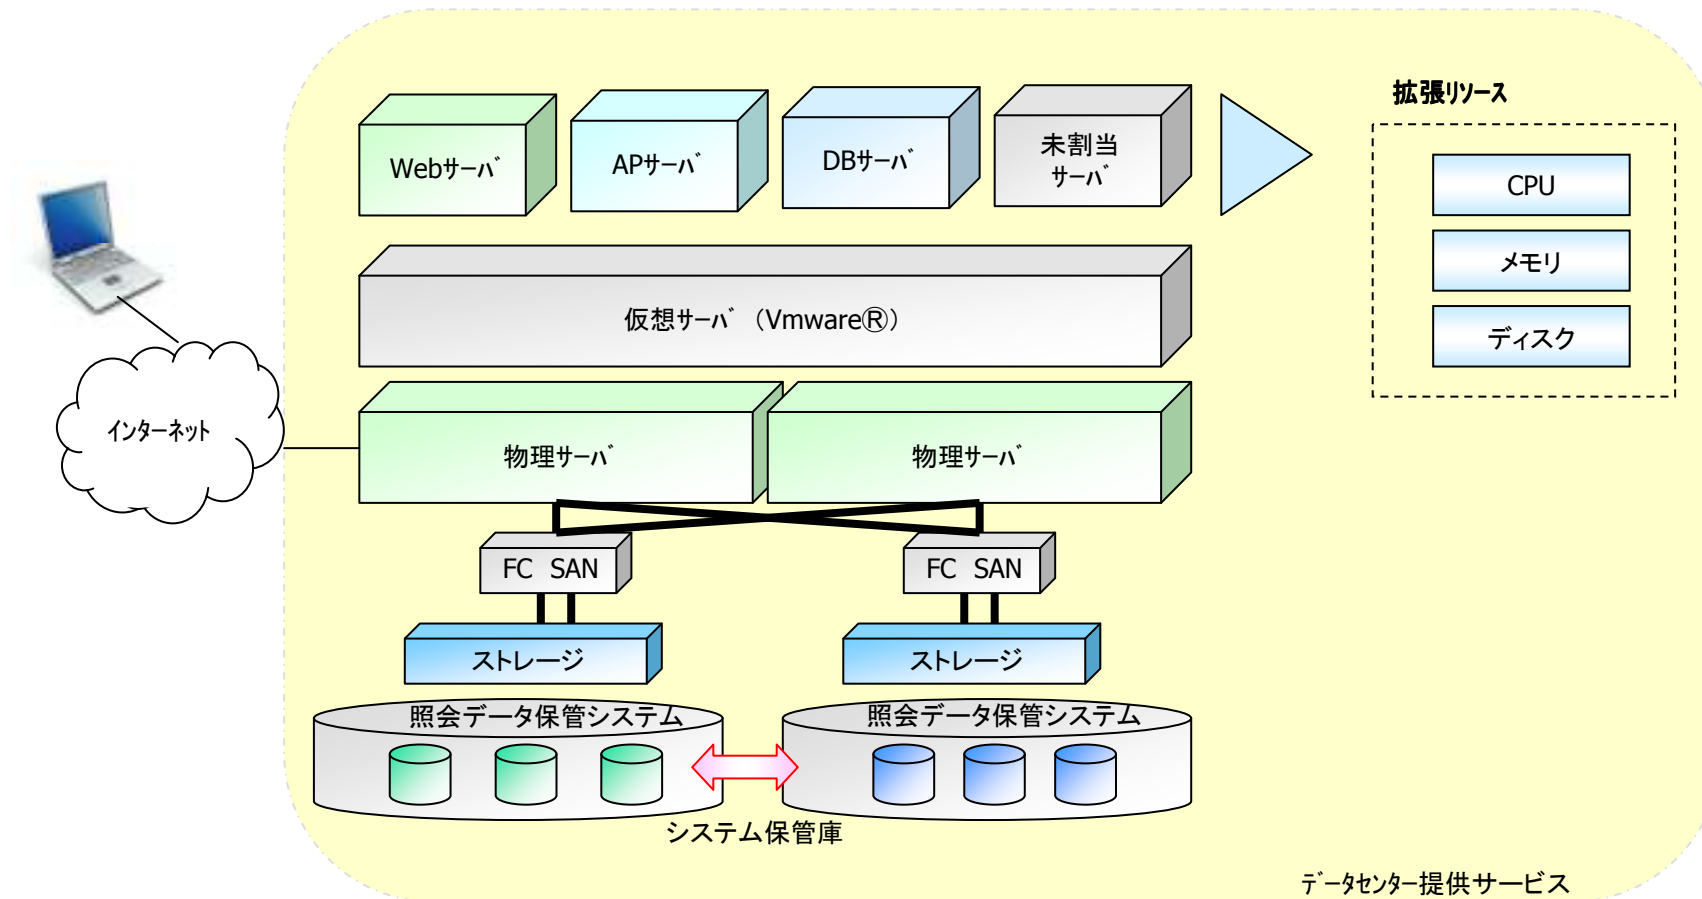 拡張リソース
Webサーバ
APサーバ
DBサーバ
未割当
サーバ
CPU
メモリ
ディスク
仮想サーバ（Vmware®）
インターネット
物理サーバ
物理サーバ
FC SAN
FC SAN
ストレージ
ストレージ
照会データ保管システム
照会データ保管システム
システム保管庫
データセンター提供サービス